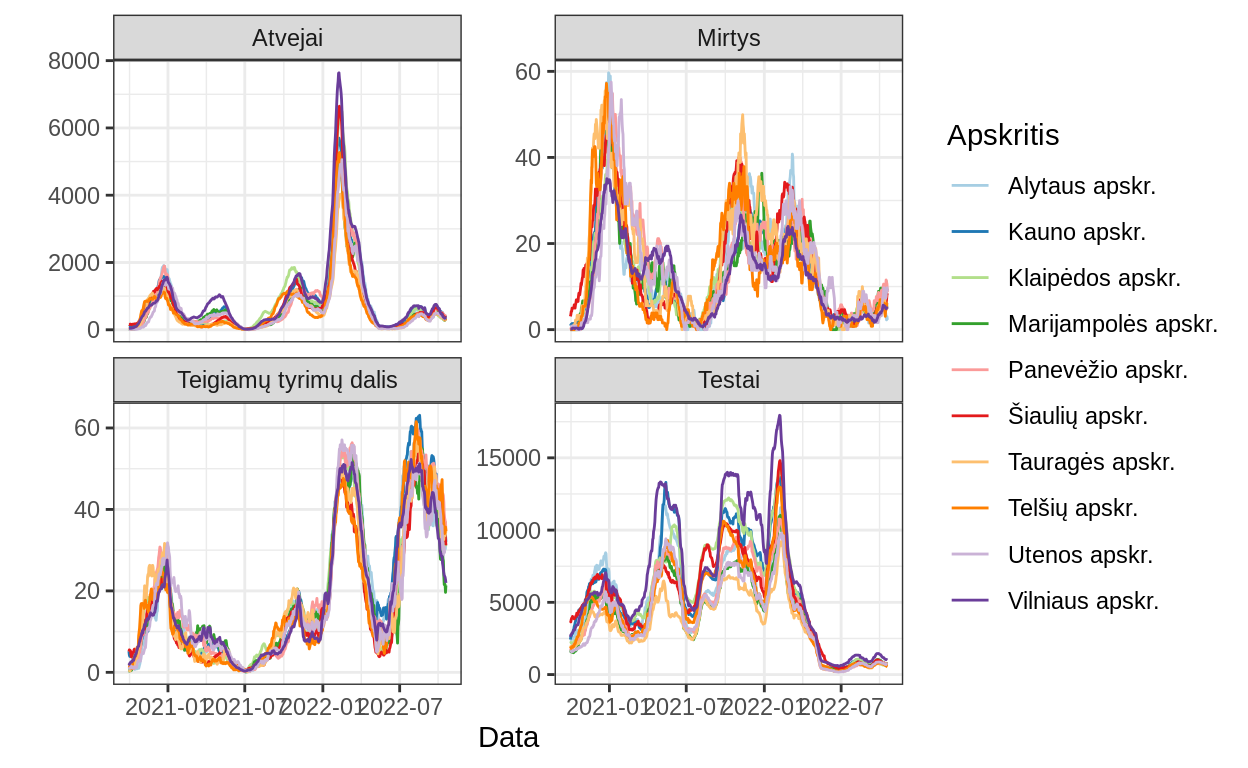 Atvejai
Mirtys
8000
6000
4000
2000
0
60
40
20
0
Teigiamų tyrimų dalis
Testai
60
40
20
0
15000
10000
5000
0
2021-01 2021-07 2022-01 2022-07
2021-01 2021-07 2022-01 2022-07
Data
Apskritis
Alytaus apskr.
Kauno apskr.
Klaipėdos apskr.
Marijampolės apskr.
Panevėžio apskr.
Šiaulių apskr.
Tauragės apskr.
Telšių apskr.
Utenos apskr.
Vilniaus apskr.